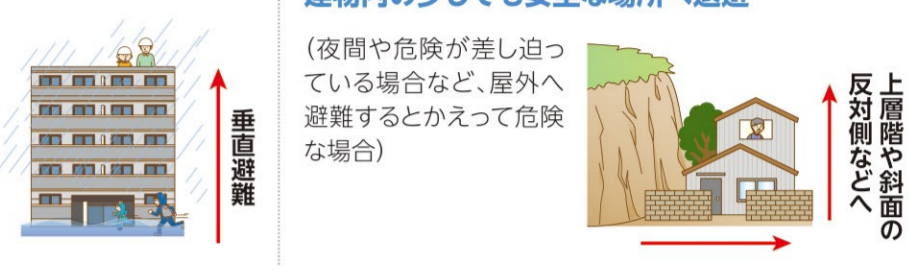 垂直避難
(夜間や危険が差し迫っ
ている場合など、屋外へ
避難するとかえって危険
な場合)
上層階や斜面の
反対側などへ